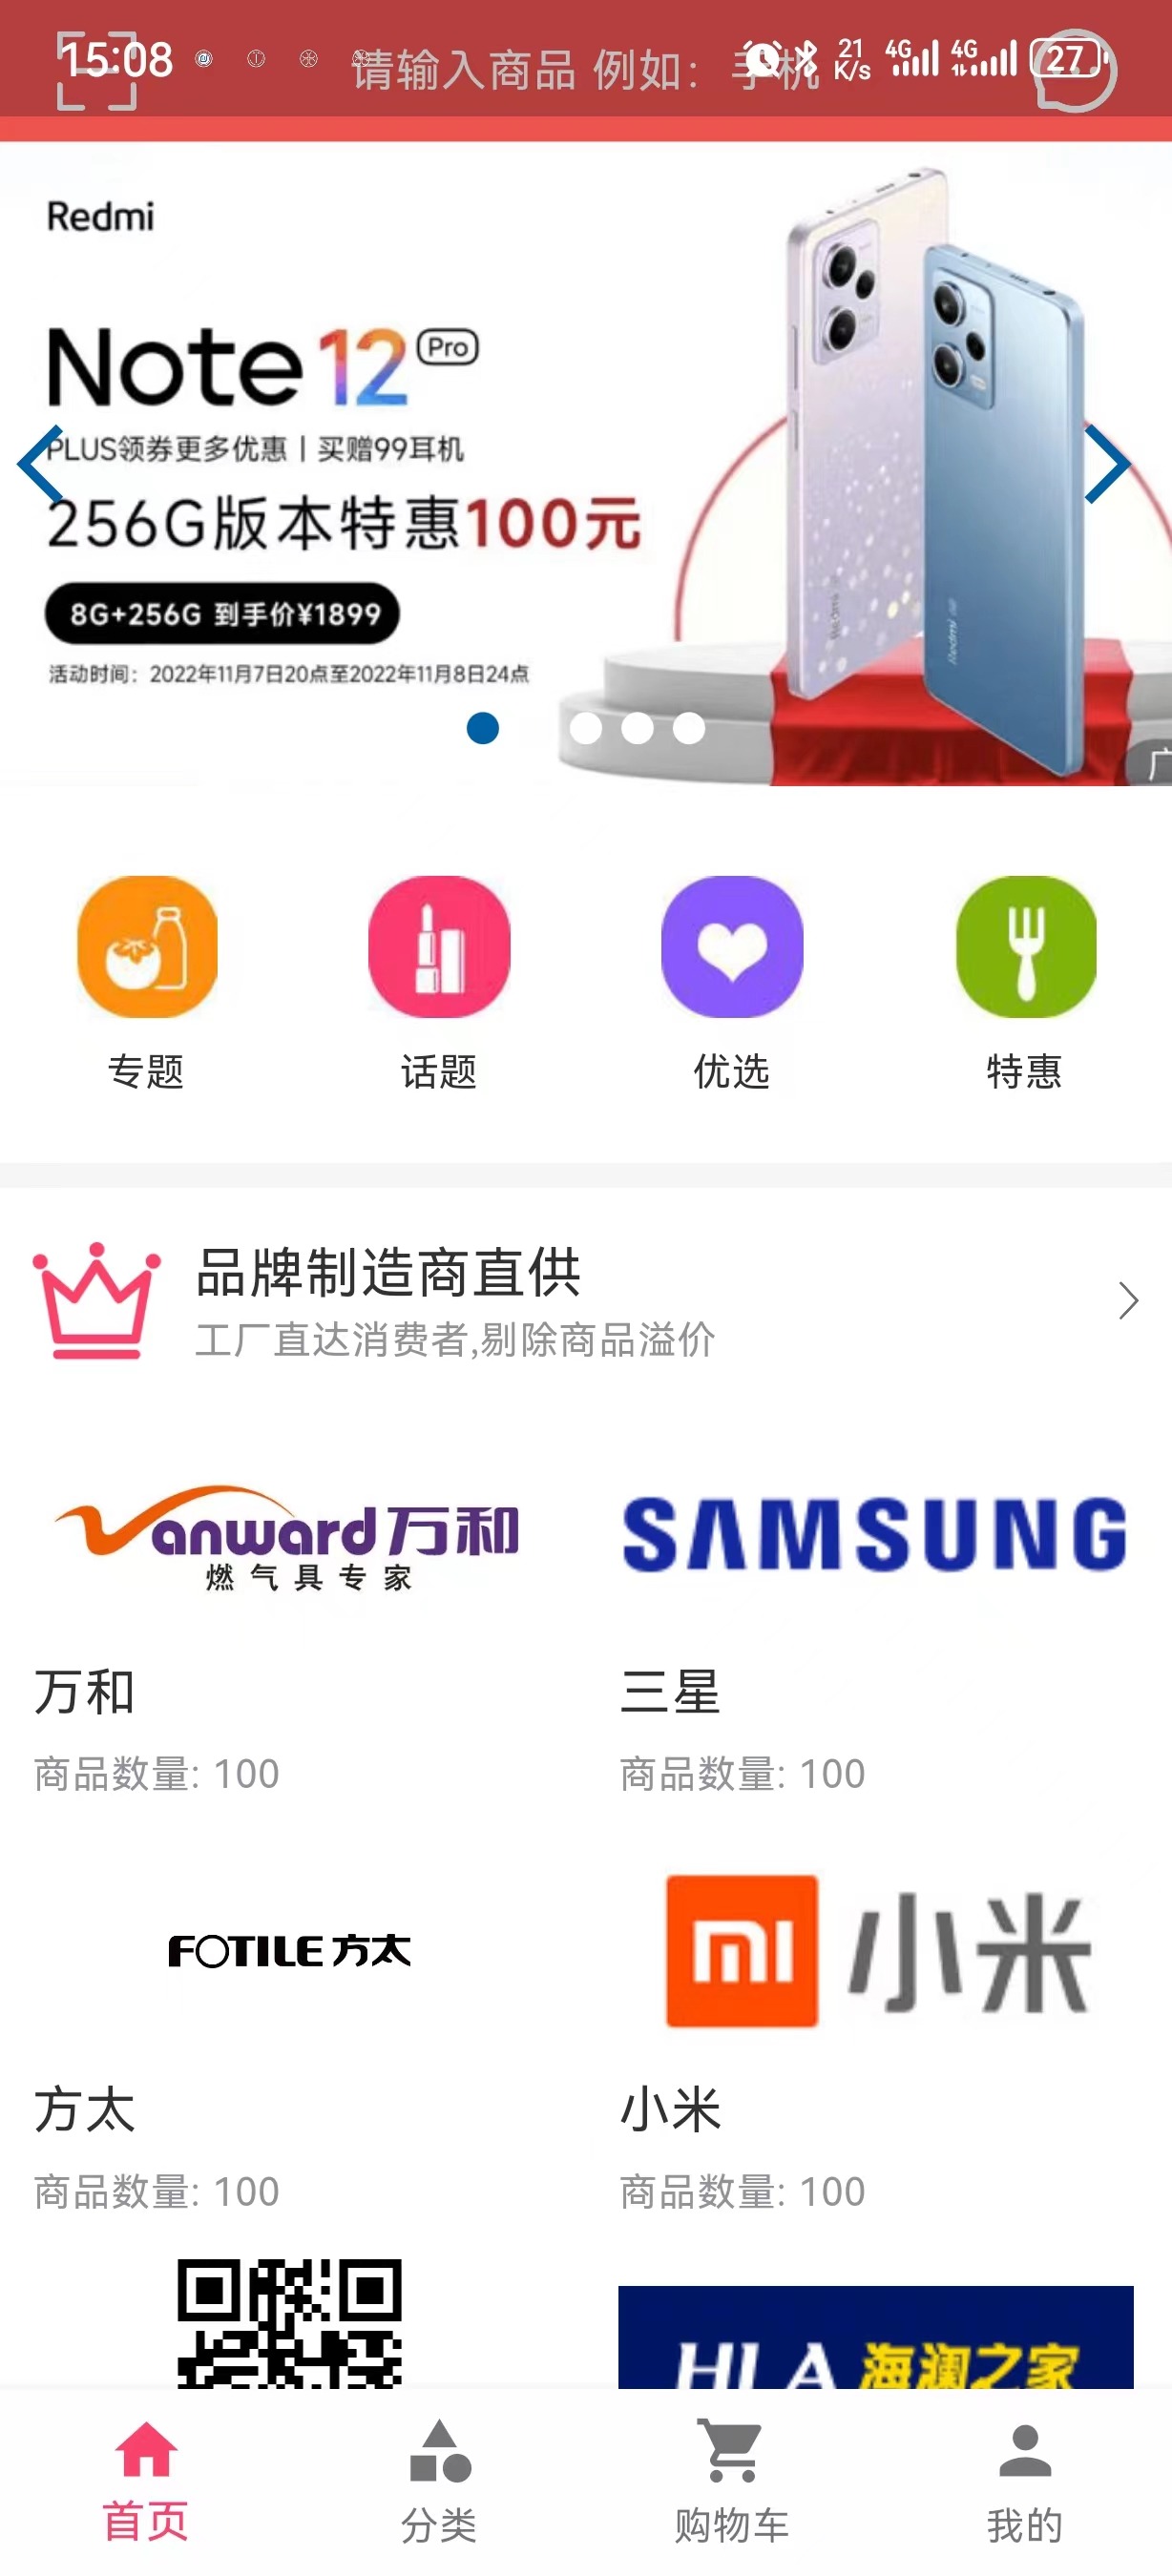 15:08
21 K/s 4G 4G 27
请输入商品 例如： 手机
Redmi
Note 12 Pro
PLUS领券更多优惠 | 买赠99耳机
256G版本特惠100元
8G+256G 到手价¥1899
活动时间：2022年11月7日20点至2022年11月8日24点
Redmi
Redmi
专题
话题
优选
特惠
品牌制造商直供
工厂直达消费者,剔除商品溢价
Vanward万和
燃气具专家
SAMSUNG
万和
三星
商品数量: 100
商品数量: 100
FOTILE 方太
mi 小米
方太
小米
商品数量: 100
商品数量: 100
HLA 海澜之家
首页
分类
购物车
我的